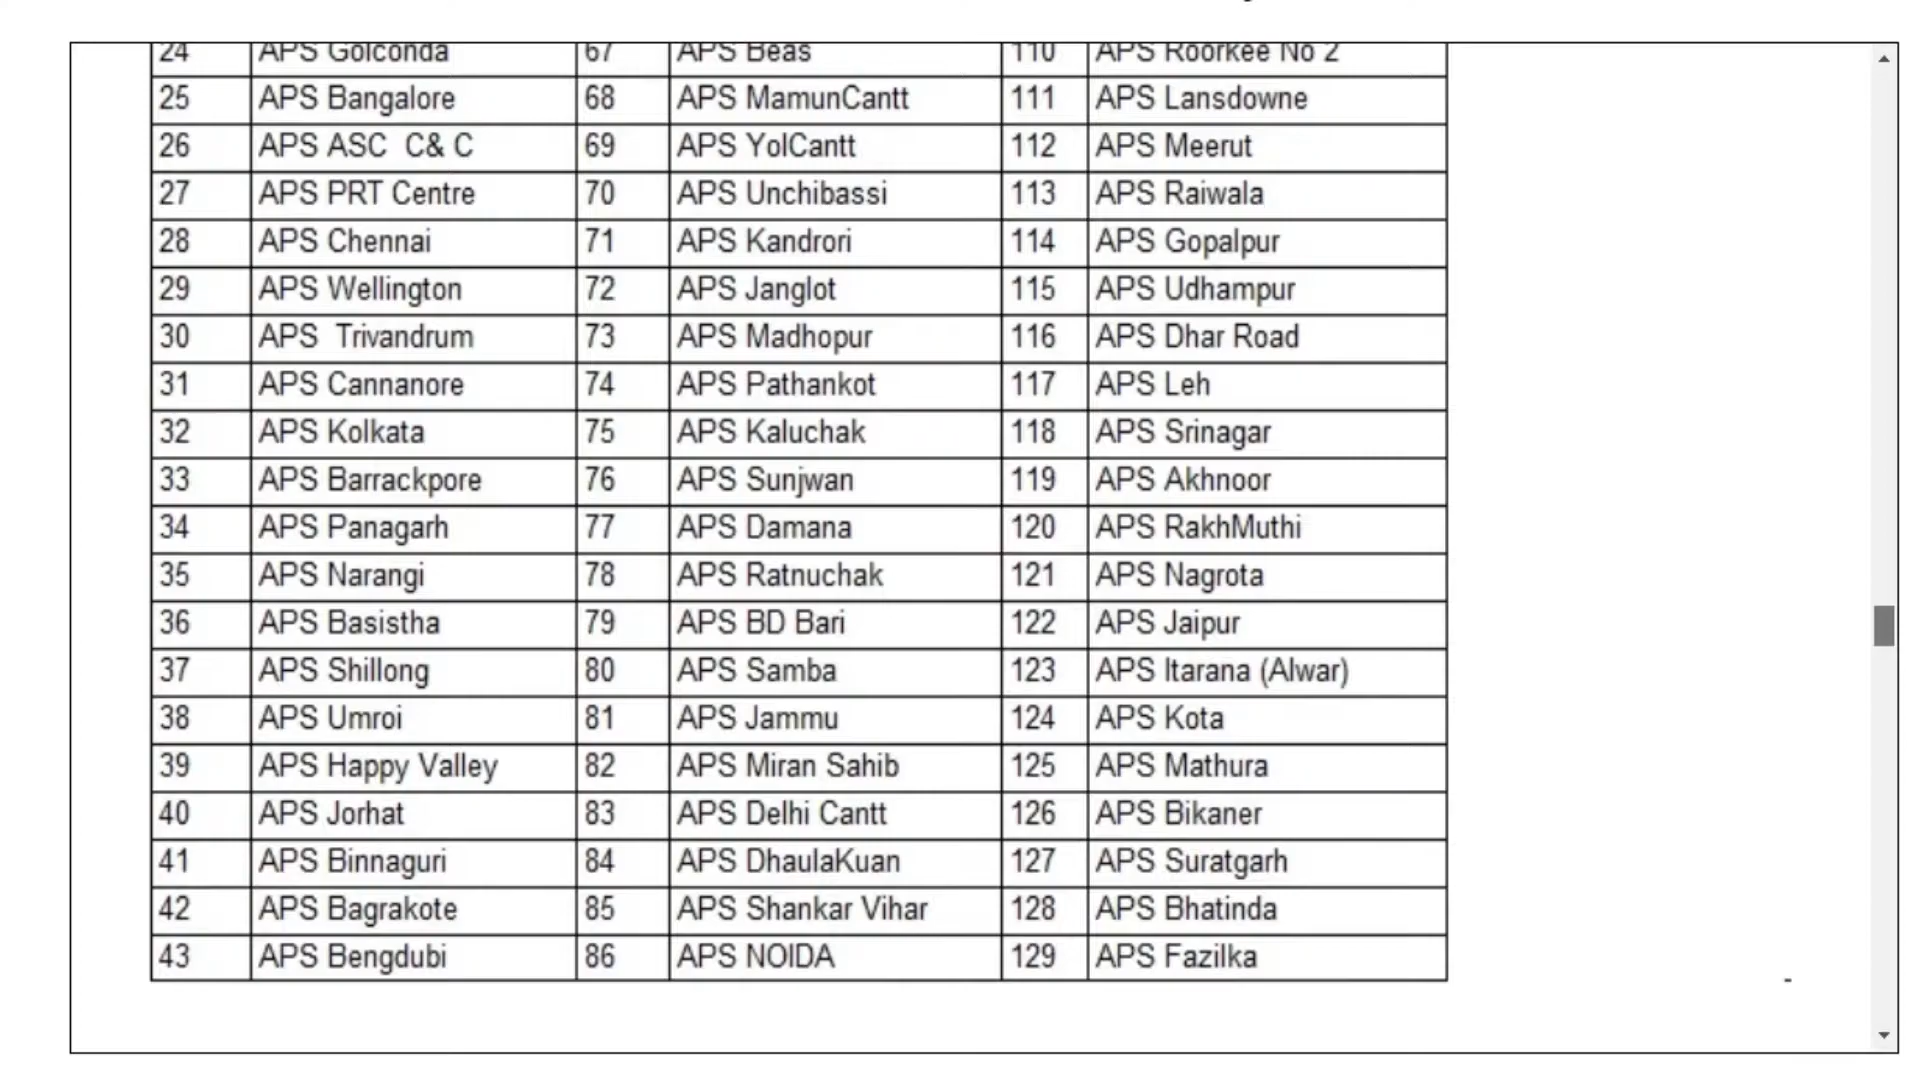 24 APS Golconda 67 APS Beas 110 APS Roorkee No 2
25 APS Bangalore 68 APS MamunCantt 111 APS Lansdowne
26 APS ASC C& C 69 APS YolCantt 112 APS Meerut
27 APS PRT Centre 70 APS Unchibassi 113 APS Raiwala
28 APS Chennai 71 APS Kandrori 114 APS Gopalpur
29 APS Wellington 72 APS Janglot 115 APS Udhampur
30 APS Trivandrum 73 APS Madhopur 116 APS Dhar Road
31 APS Cannanore 74 APS Pathankot 117 APS Leh
32 APS Kolkata 75 APS Kaluchak 118 APS Srinagar
33 APS Barrackpore 76 APS Sunjwan 119 APS Akhnoor
34 APS Panagarh 77 APS Damana 120 APS RakhMuthi
35 APS Narangi 78 APS Ratnuchak 121 APS Nagrota
36 APS Basistha 79 APS BD Bari 122 APS Jaipur
37 APS Shillong 80 APS Samba 123 APS Itarana (Alwar)
38 APS Umroi 81 APS Jammu 124 APS Kota
39 APS Happy Valley 82 APS Miran Sahib 125 APS Mathura
40 APS Jorhat 83 APS Delhi Cantt 126 APS Bikaner
41 APS Binnaguri 84 APS DhaulaKuan 127 APS Suratgarh
42 APS Bagrakote 85 APS Shankar Vihar 128 APS Bhatinda
43 APS Bengdubi 86 APS NOIDA 129 APS Fazilka
-